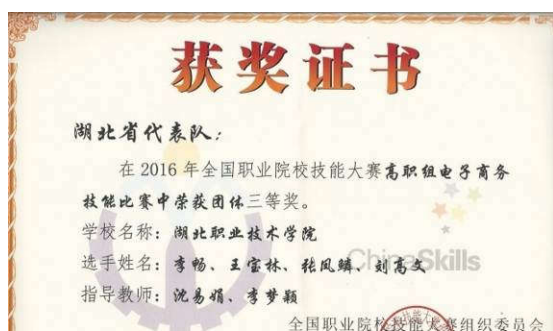 获奖证书
湖北省代表队:
在2016年全国职业院校技能大赛高职组电子商务
技能比赛中荣获团体三等奖。
学校名称:湖北职业技术学院
ChinaSkills
选手姓名:李畅、王宝林、张凤麟、刘高文
指导教师:沈易娟、李梦颖
全国职业院校技能大赛组织委员会